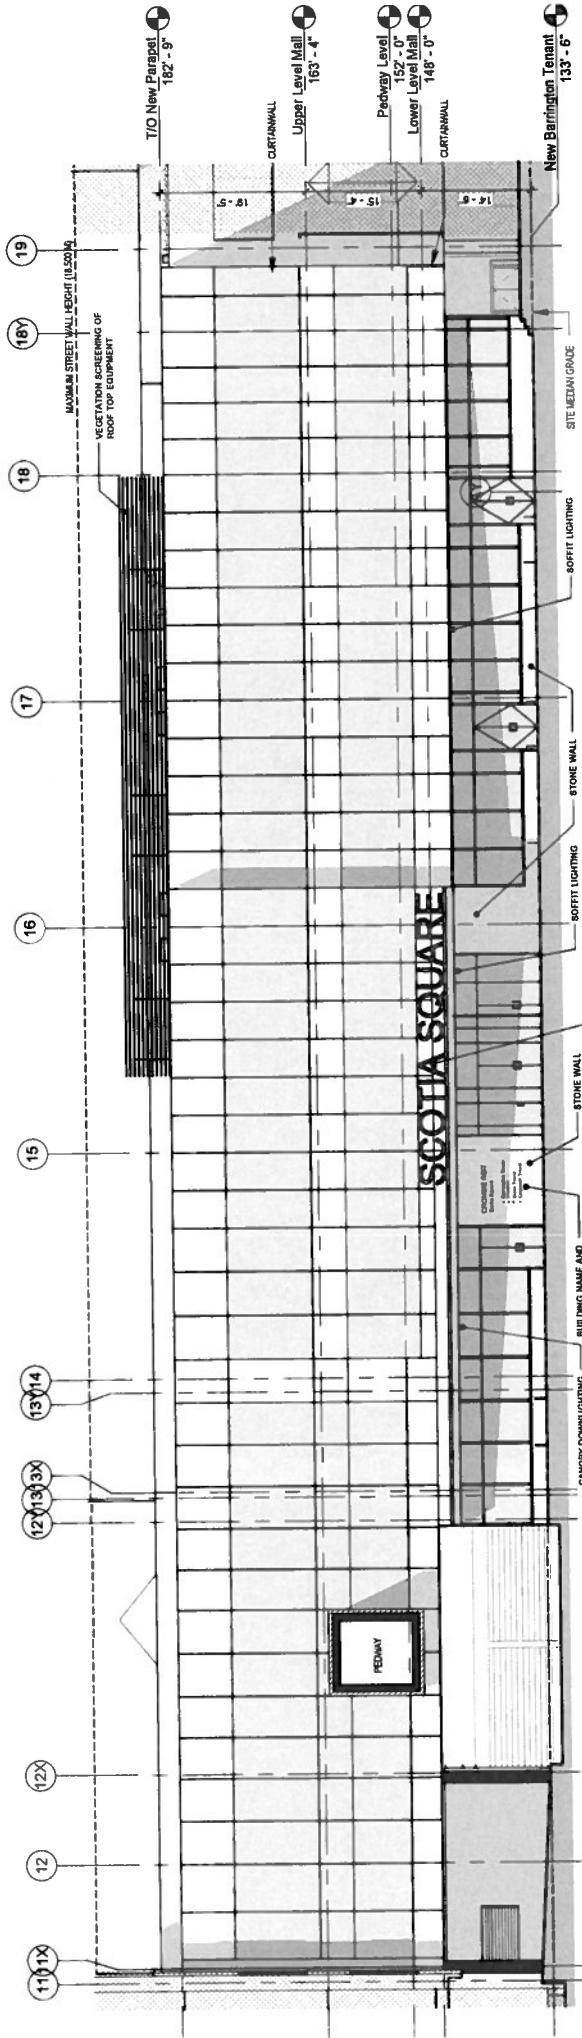 11
11X
12
12X
12Y
13
13X
13Y
14
15
16
17
18
18Y
19
MAXIMUM STREET WALL HEIGHT (18.500 M)
VEGETATION SCREENING OF
ROOF TOP EQUIPMENT
T/O New Parapet
182' - 9"
Upper Level Mall
163' - 4"
Pedway Level
152' - 0"
Lower Level Mall
148' - 0"
New Barrington Tenant
133' - 6"
CURTAINWALL
CURTAINWALL
19' - 5"
15' - 4"
14' - 6"
PEDWAY
SCOTIA SQUARE
CROMBIE REIT
SITE MEDIAN GRADE
SOFFIT LIGHTING
STONE WALL
SOFFIT LIGHTING
STONE WALL
BUILDING NAME AND
CANOPY DOWNLIGHTING